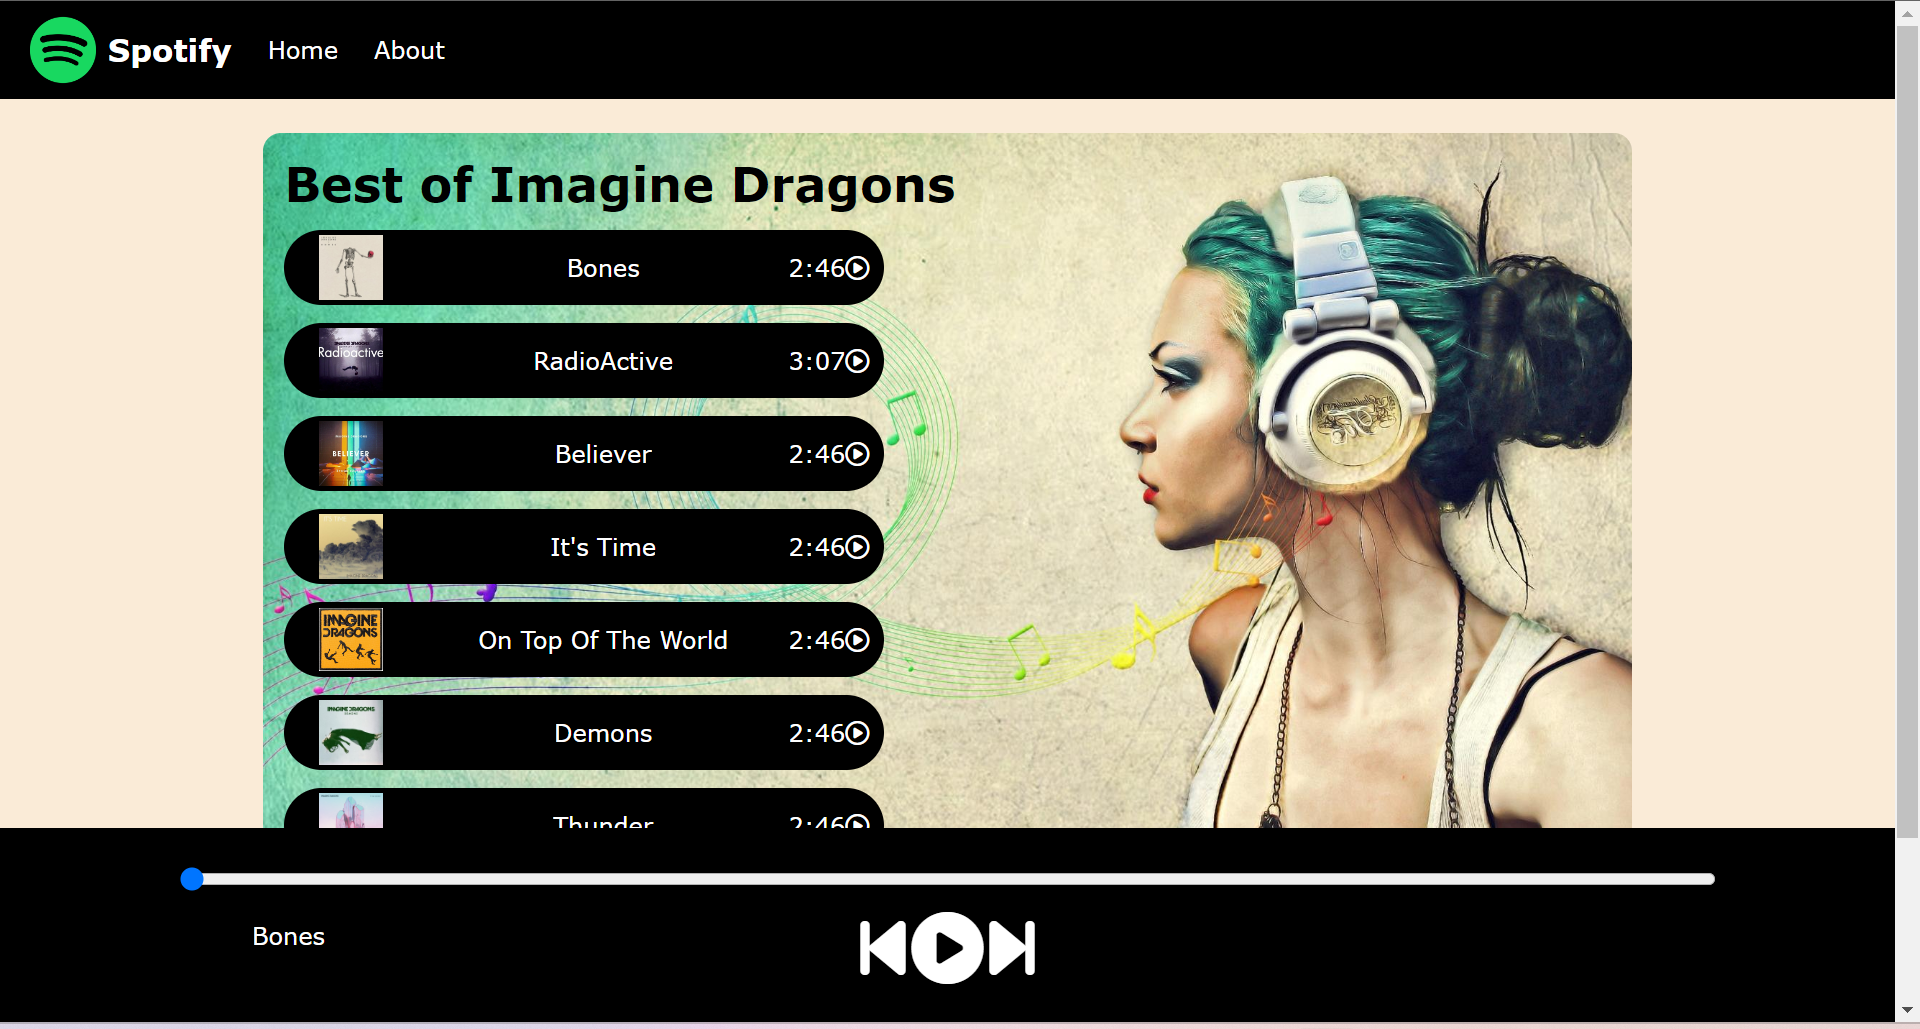 Spotify Home About
Best of Imagine Dragons
Bones 2:46
Radioactive
RadioActive 3:07
BELIEVER
Believer 2:46
It's Time 2:46
IMAGINE
DRAGONS
On Top Of The World 2:46
IMAGINE DRAGONS
Demons 2:46
Thunder 2:46
Bones